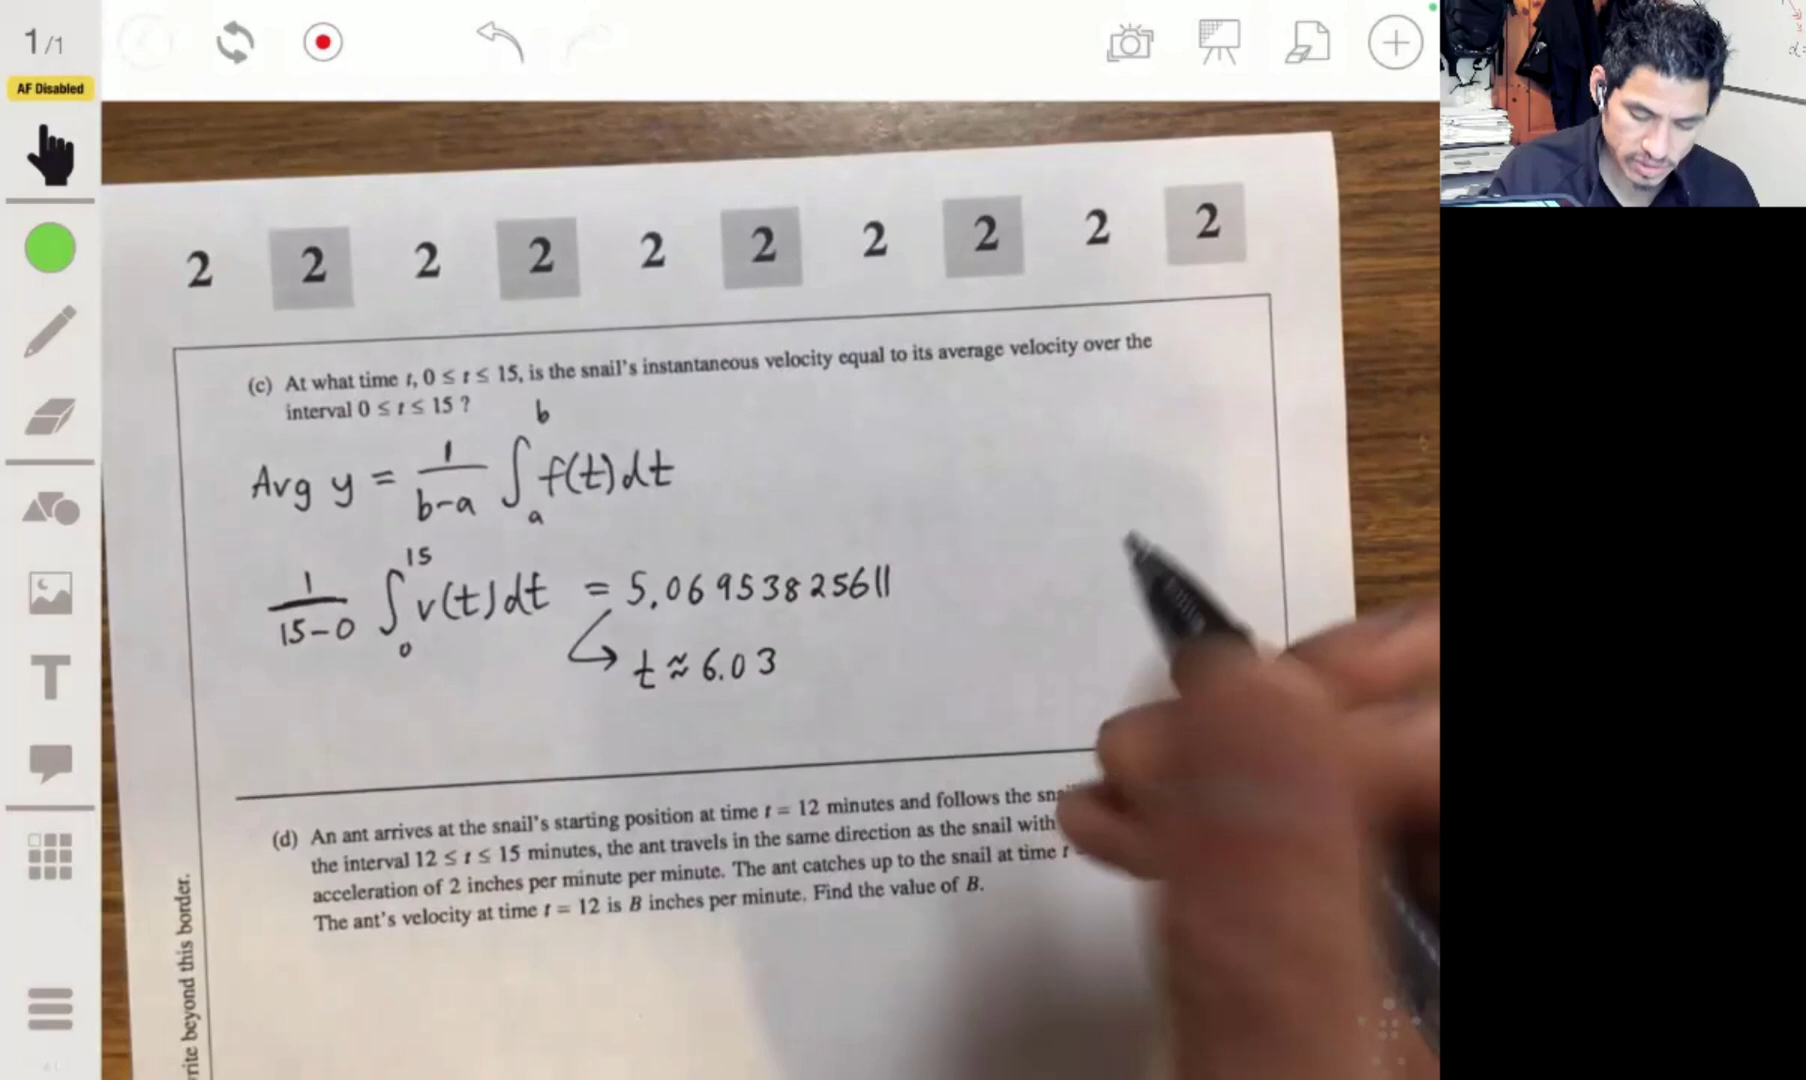 1/1
AF Disabled
2 2 2 2 2 2 2 2 2 2
(c) At what time t, 0 ≤ t ≤ 15, is the snail's instantaneous velocity equal to its average velocity over the
interval 0 ≤ t ≤ 15 ?
Avg y = 1/(b-a) ∫_a^b f(t)dt
1/(15-0) ∫_0^15 v(t)dt = 5.06953825611
↳ t ≈ 6.03
(d) An ant arrives at the snail's starting position at time t = 12 minutes and follows the
the interval 12 ≤ t ≤ 15 minutes, the ant travels in the same direction as the snail with
acceleration of 2 inches per minute per minute. The ant catches up to the snail at time t
The ant's velocity at time t = 12 is B inches per minute. Find the value of B.
beyond this border.
T